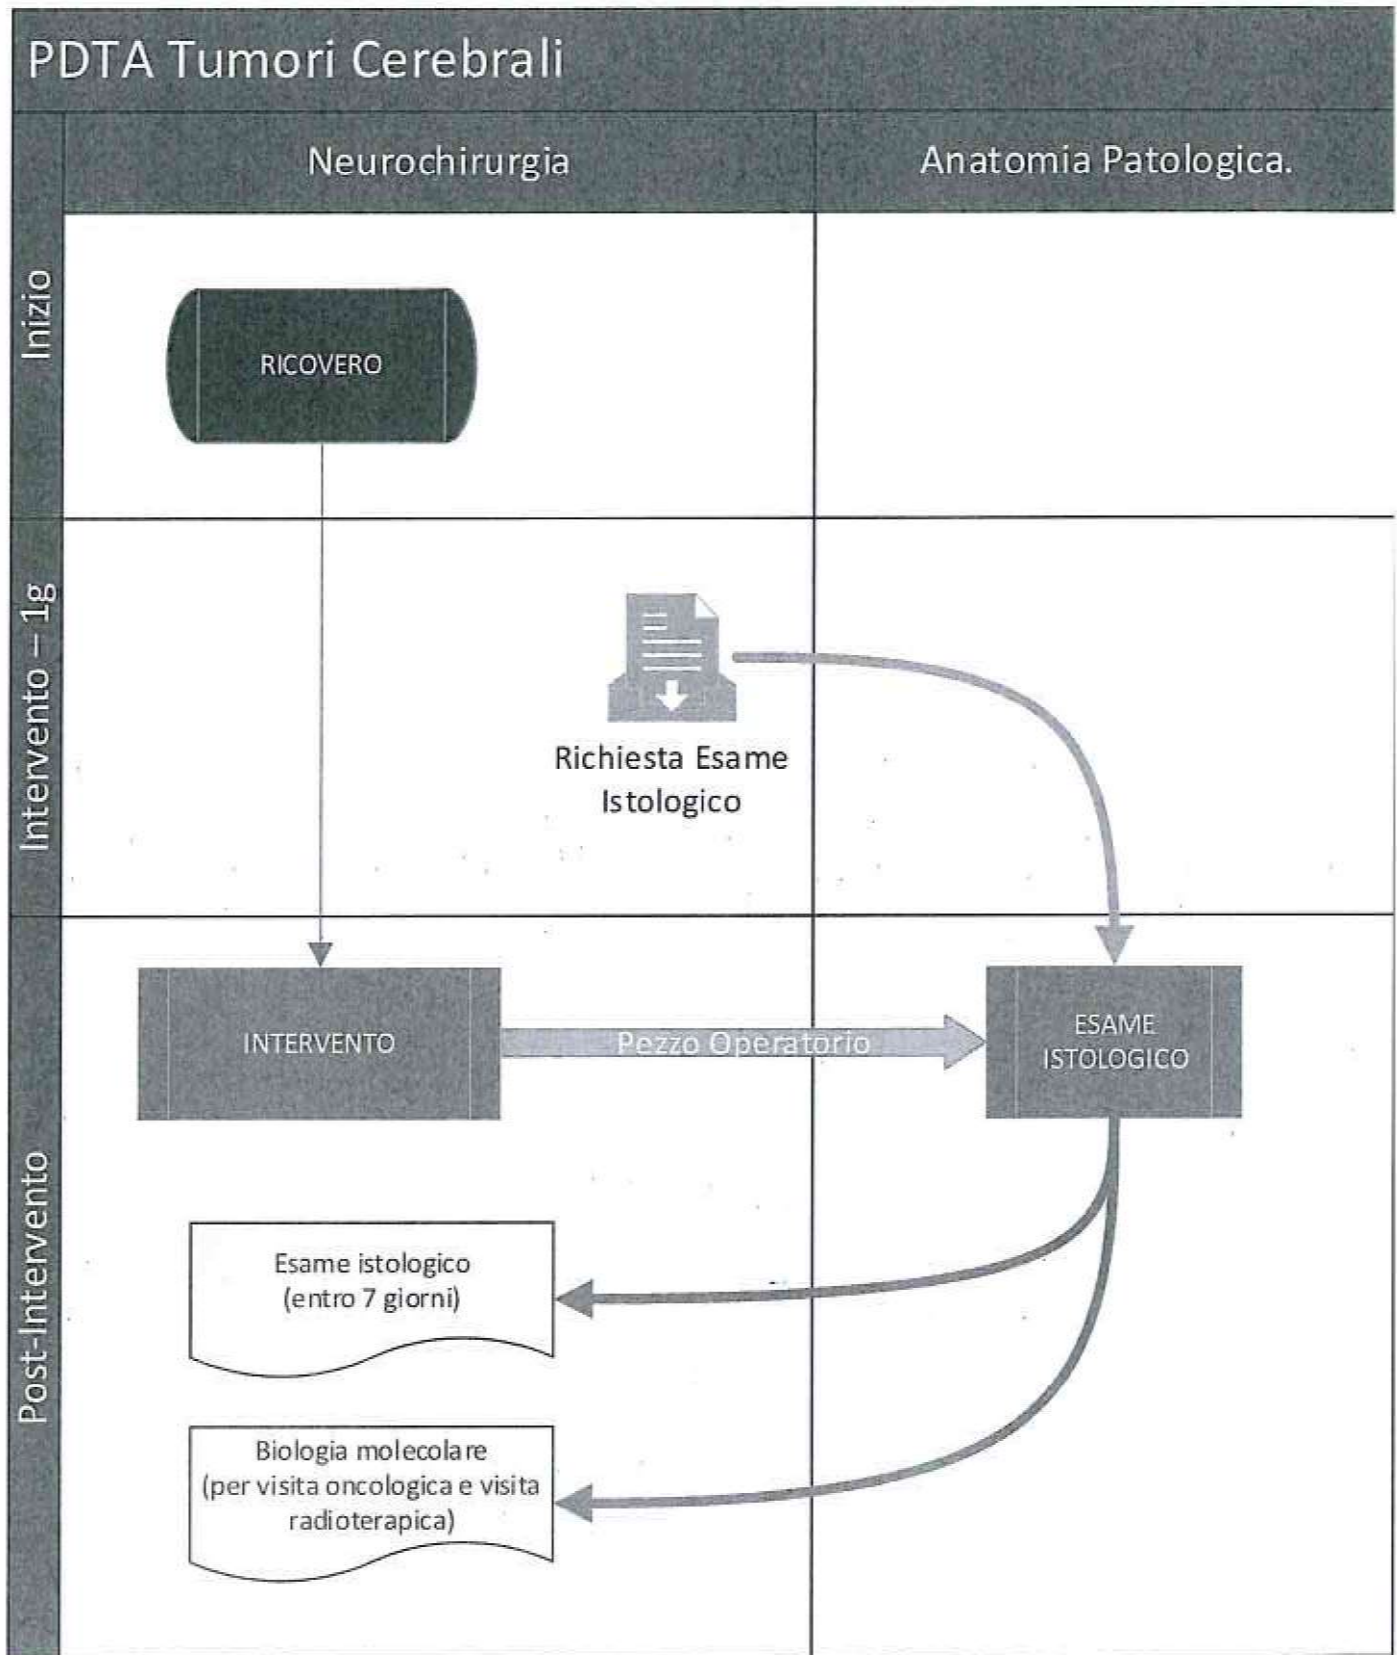 PDTA Tumori Cerebrali
Neurochirurgia
Anatomia Patologica.
Inizio
RICOVERO
Intervento – 1g
Richiesta Esame
Istologico
Post-Intervento
INTERVENTO
Pezzo Operatorio
ESAME
ISTOLOGICO
Esame istologico
(entro 7 giorni)
Biologia molecolare
(per visita oncologica e visita
radioterapica)